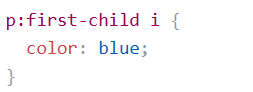 p:first-child i {
  color: blue;
}